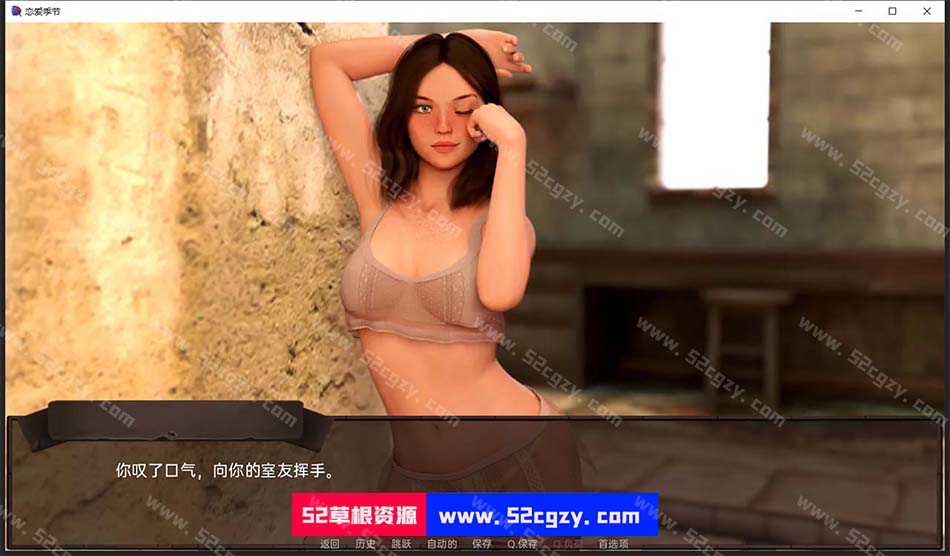 恋爱季节
www.52cgzy.com
你叹了口气，向你的室友挥手。
52草根资源 www.52cgzy.com
返回 历史 跳跃 自动的 保存 Q.保存 Q.负荷 首选项